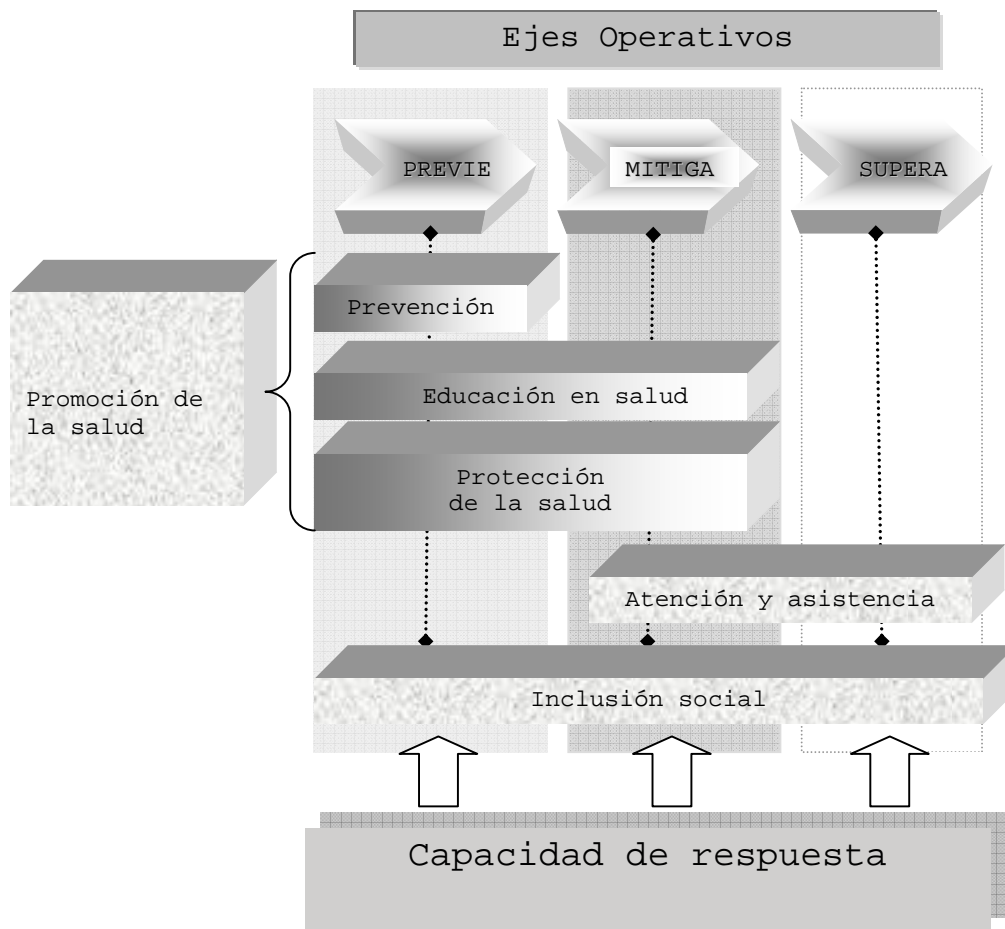 Ejes Operativos
PREVIE
MITIGA
SUPERA
Prevención
Promoción de
la salud
Educación en salud
Protección
de la salud
Atención y asistencia
Inclusión social
Capacidad de respuesta